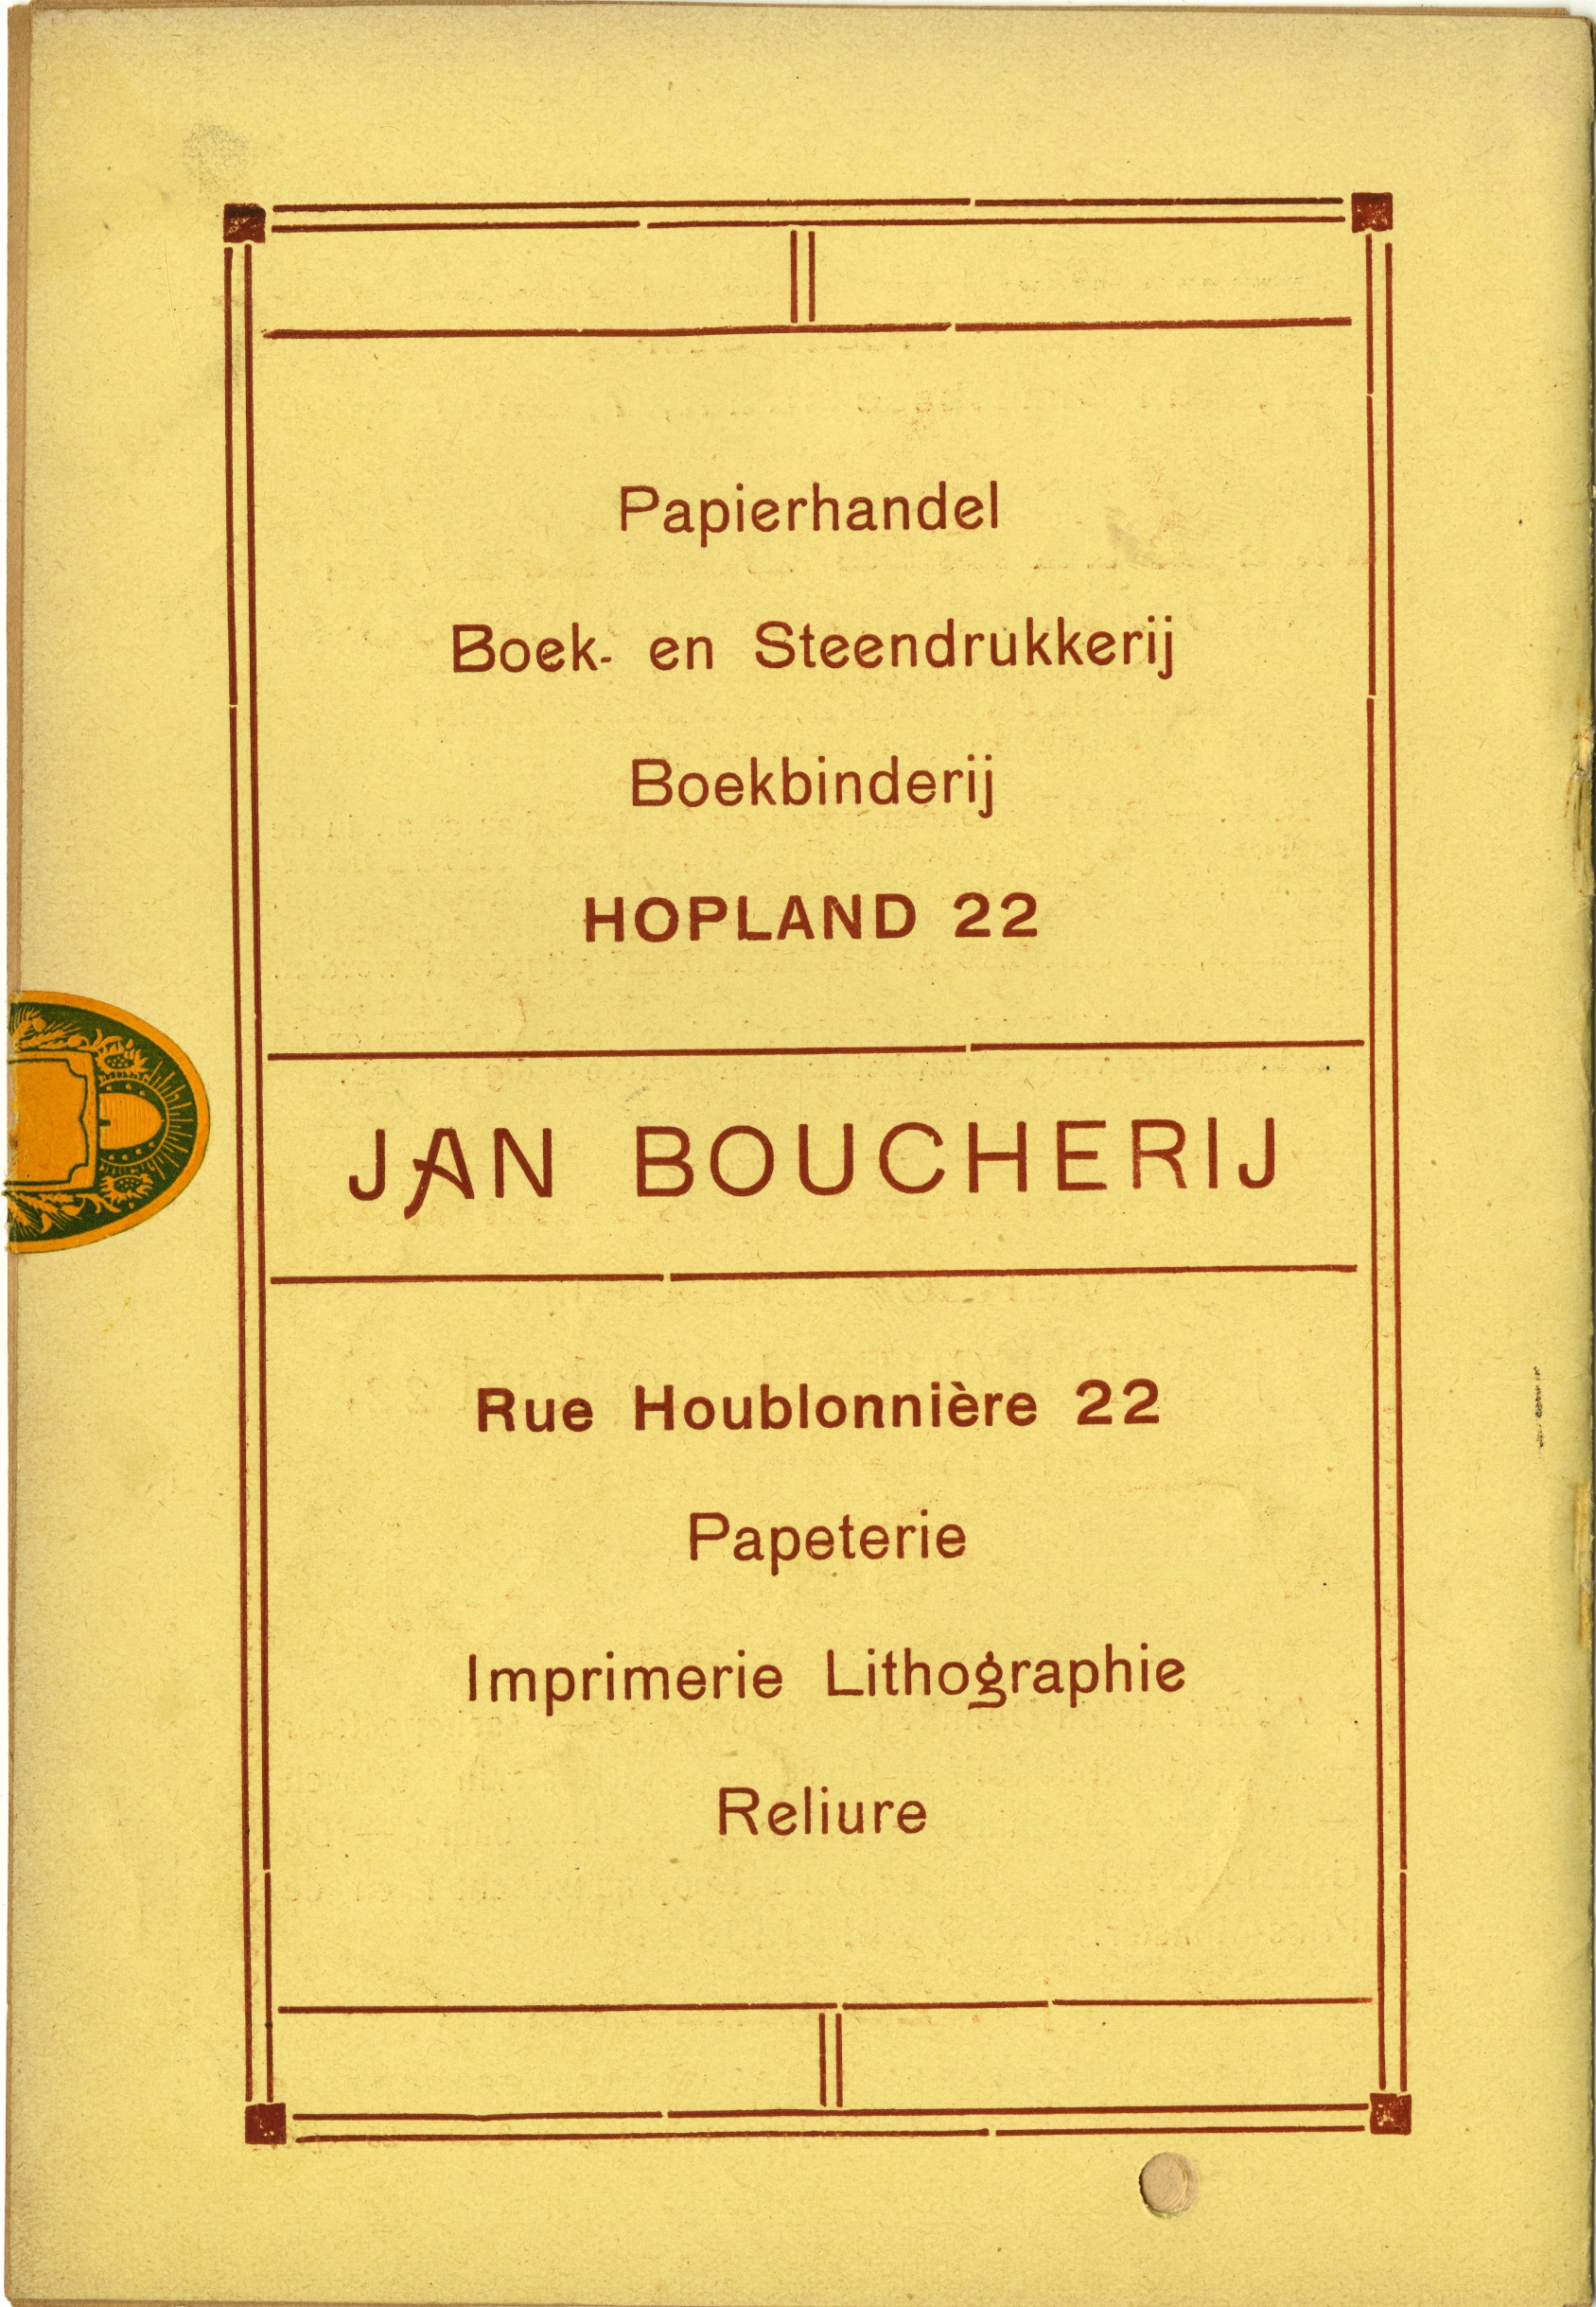 Papierhandel
Boek- en Steendrukkerij
Boekbinderij
HOPLAND 22
JAN BOUCHERIJ
Rue Houblonnière 22
Papeterie
Imprimerie Lithographie
Reliure